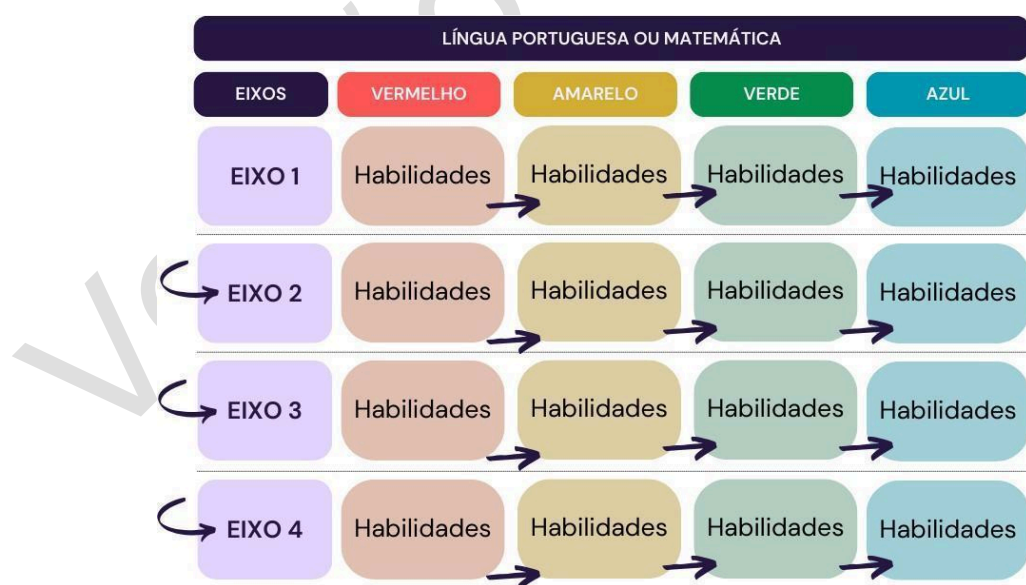 LÍNGUA PORTUGUESA OU MATEMÁTICA
EIXOS VERMELHO AMARELO VERDE AZUL
EIXO 1 Habilidades Habilidades Habilidades Habilidades
EIXO 2 Habilidades Habilidades Habilidades Habilidades
EIXO 3 Habilidades Habilidades Habilidades Habilidades
EIXO 4 Habilidades Habilidades Habilidades Habilidades